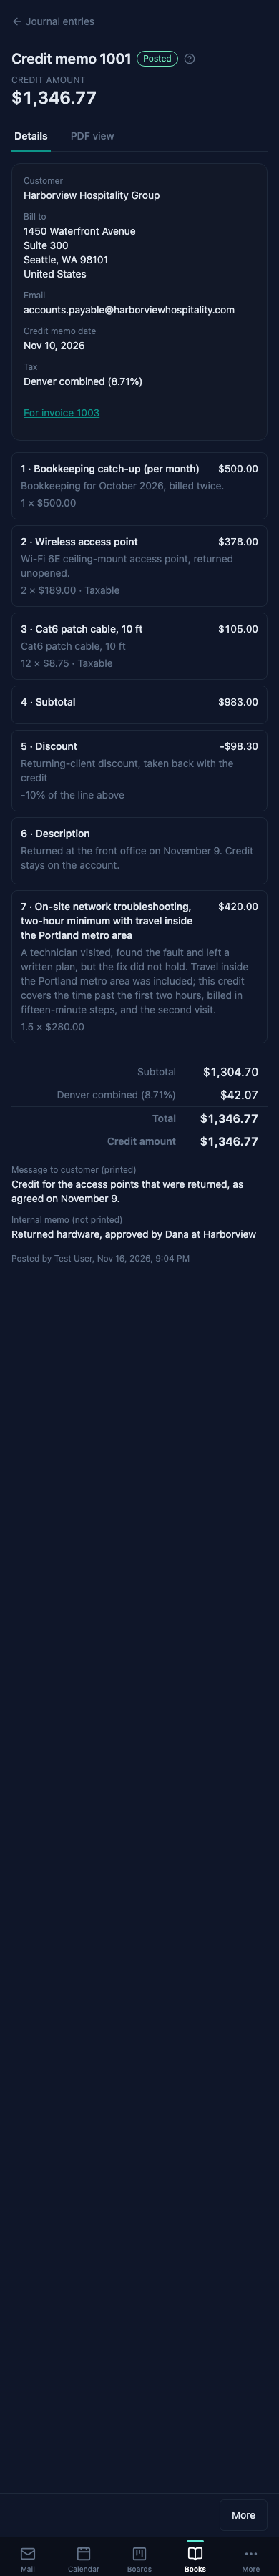 Journal entries
Credit memo 1001 Posted
CREDIT AMOUNT
$1,346.77
Details PDF view
Customer
Harborview Hospitality Group
Bill to
1450 Waterfront Avenue
Suite 300
Seattle, WA 98101
United States
Email
accounts.payable@harborviewhospitality.com
Credit memo date
Nov 10, 2026
Tax
Denver combined (8.71%)
For invoice 1003
1 · Bookkeeping catch-up (per month) $500.00
Bookkeeping for October 2026, billed twice.
1 × $500.00
2 · Wireless access point $378.00
Wi-Fi 6E ceiling-mount access point, returned
unopened.
2 × $189.00 · Taxable
3 · Cat6 patch cable, 10 ft $105.00
Cat6 patch cable, 10 ft
12 × $8.75 · Taxable
4 · Subtotal $983.00
5 · Discount -$98.30
Returning-client discount, taken back with the
credit
-10% of the line above
6 · Description
Returned at the front office on November 9. Credit
stays on the account.
7 · On-site network troubleshooting, $420.00
two-hour minimum with travel inside
the Portland metro area
A technician visited, found the fault and left a
written plan, but the fix did not hold. Travel inside
the Portland metro area was included; this credit
covers the time past the first two hours, billed in
fifteen-minute steps, and the second visit.
1.5 × $280.00
Subtotal $1,304.70
Denver combined (8.71%) $42.07
Total $1,346.77
Credit amount $1,346.77
Message to customer (printed)
Credit for the access points that were returned, as
agreed on November 9.
Internal memo (not printed)
Returned hardware, approved by Dana at Harborview
Posted by Test User, Nov 16, 2026, 9:04 PM
More
Mail Calendar Boards Books More